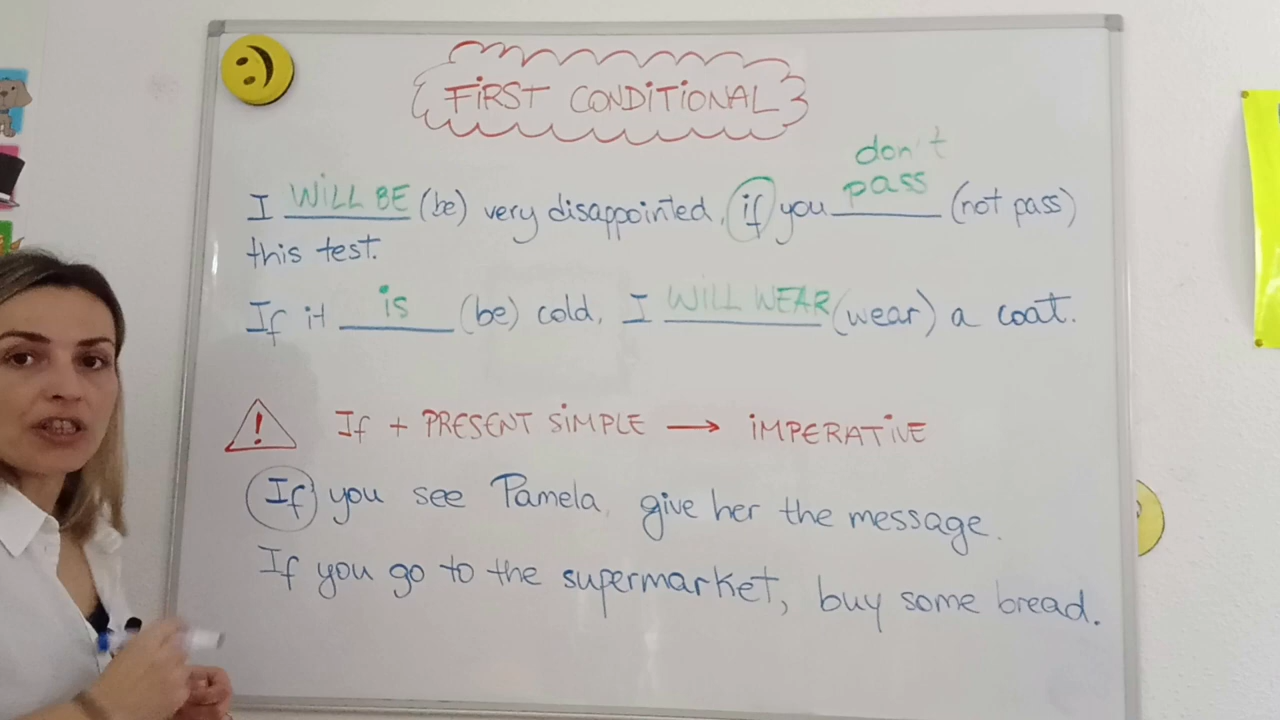 FIRST CONDITIONAL
don't
I WILL BE (be) very disappointed, if you pass (not pass)
this test.
If it is (be) cold, I WILL WEAR (wear) a coat.
! If + PRESENT SIMPLE → IMPERATIVE
If you see Pamela, give her the message.
If you go to the supermarket, buy some bread.